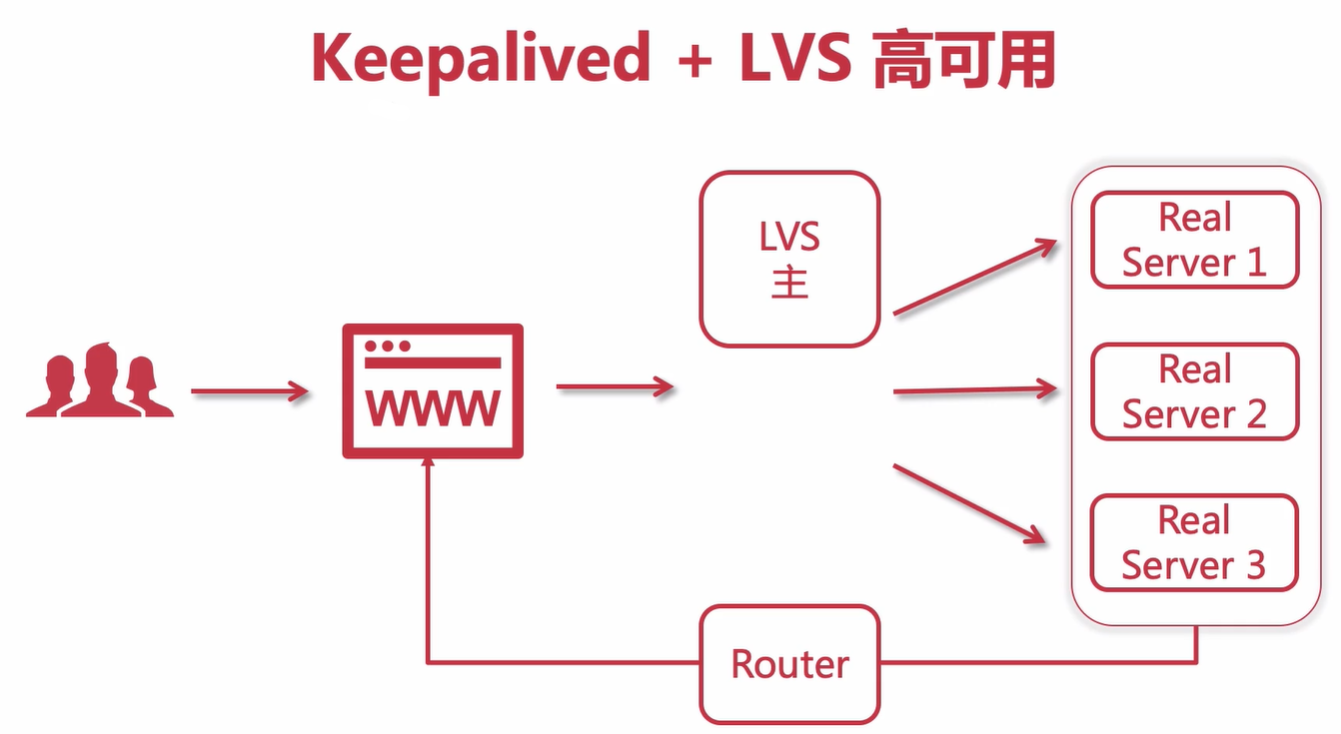 Keepalived + LVS 高可用
LVS
主
Real
Server 1
WWW
Real
Server 2
Real
Server 3
Router